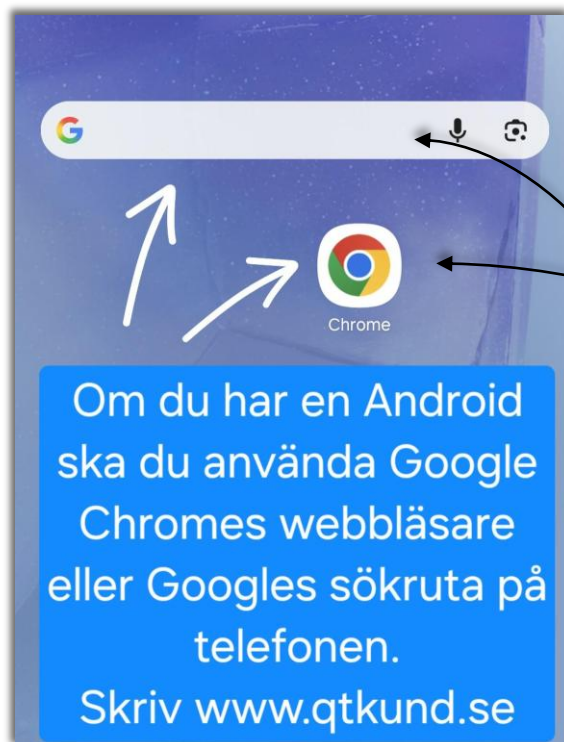 Chrome
Om du har en Android
ska du använda Google
Chromes webbläsare
eller Googles sökruta på
telefonen.
Skriv www.qtkund.se